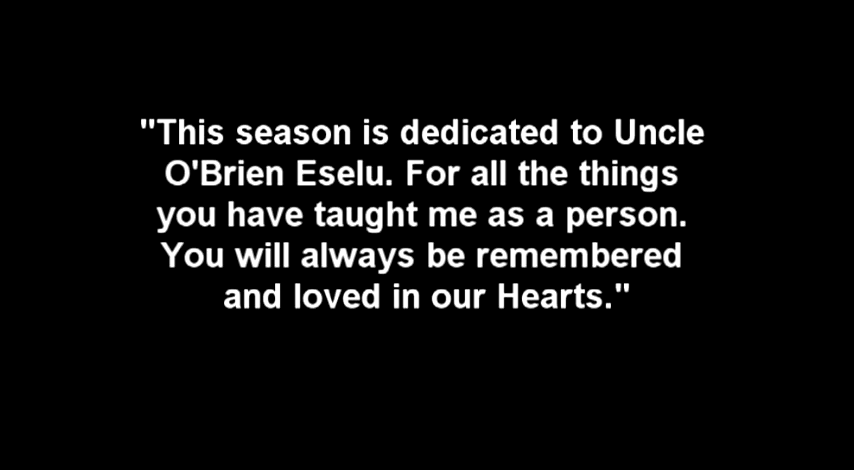 "This season is dedicated to Uncle
O'Brien Eselu. For all the things
you have taught me as a person.
You will always be remembered
and loved in our Hearts."